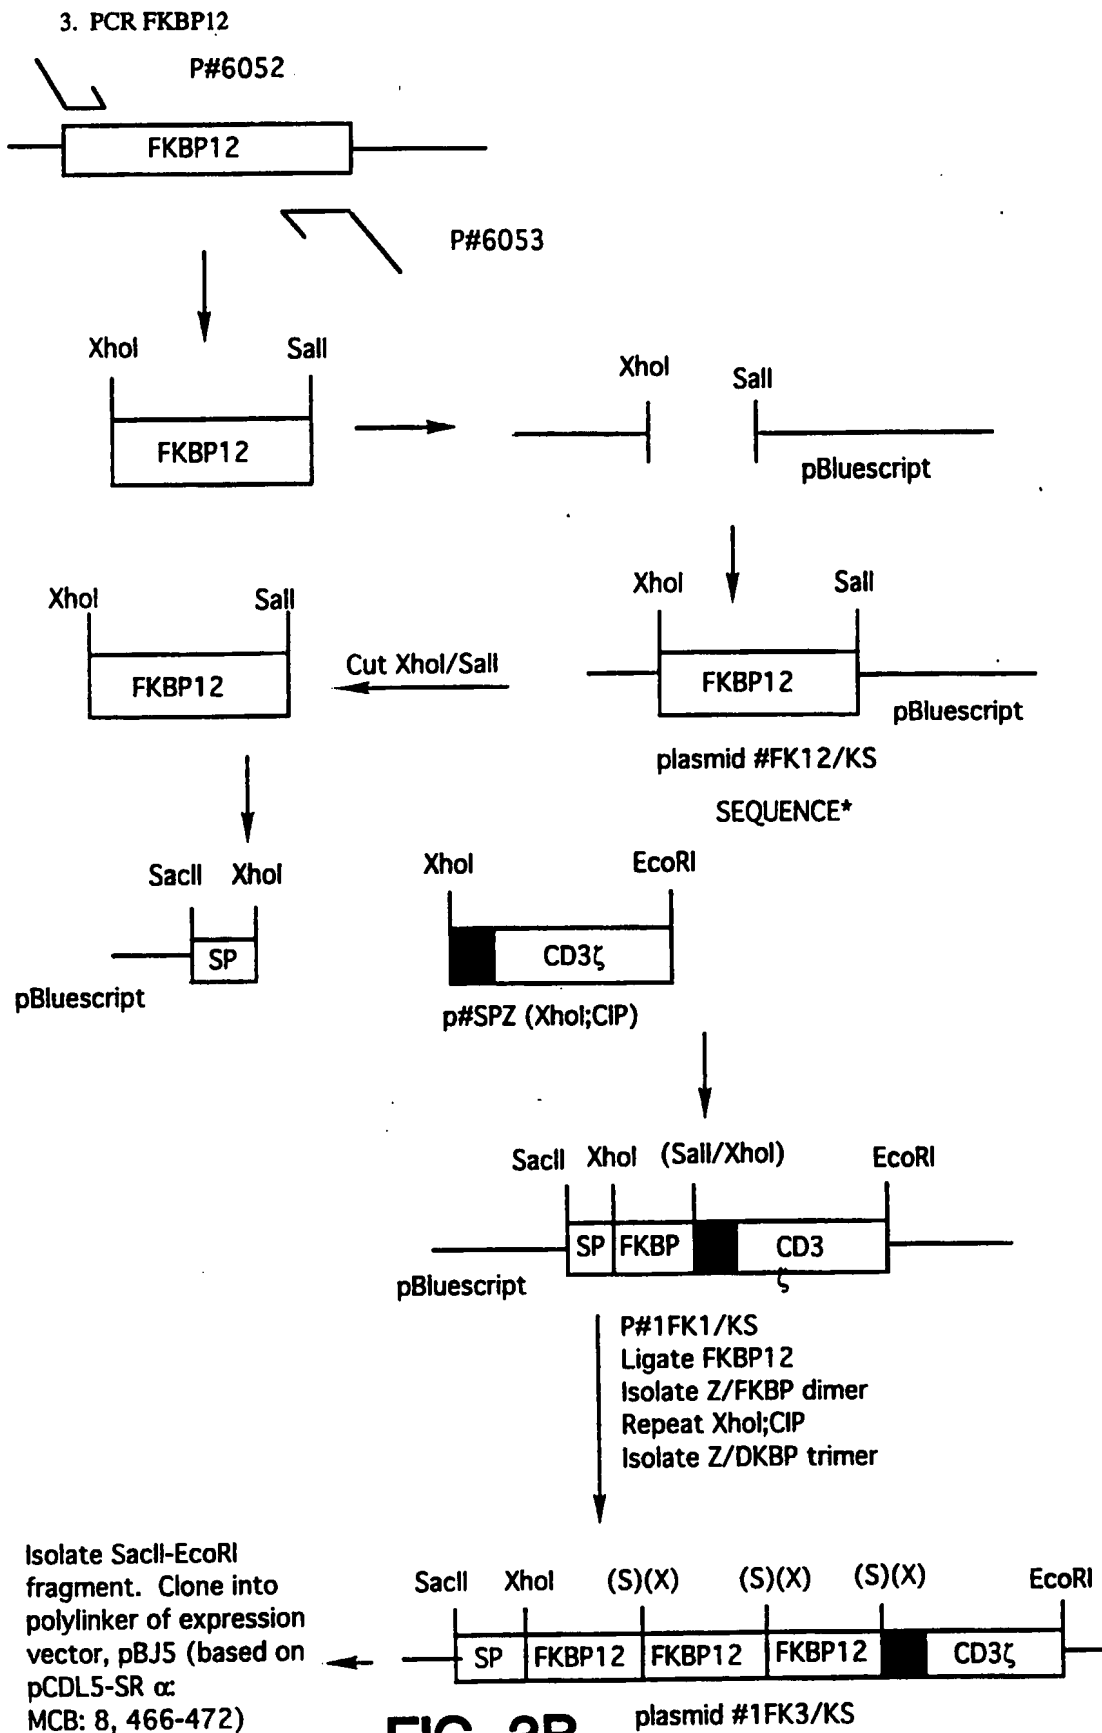 3. PCR FKBP12
P#6052
FKBP12
P#6053
XhoI SalI
FKBP12
XhoI SalI
pBluescript
XhoI SalI
FKBP12
Cut XhoI/SalI
XhoI SalI
FKBP12
pBluescript
plasmid #FK12/KS
SEQUENCE*
SacII XhoI
SP
pBluescript
XhoI EcoRI
CD3ζ
p#SPZ (XhoI;CIP)
SacII XhoI (SalI/XhoI) EcoRI
SP FKBP CD3
ζ
pBluescript
P#1FK1/KS
Ligate FKBP12
Isolate Z/FKBP dimer
Repeat XhoI;CIP
Isolate Z/DKBP trimer
Isolate SacII-EcoRI
fragment. Clone into
polylinker of expression
vector, pBJ5 (based on
pCDL5-SR α:
MCB: 8, 466-472)
SacII XhoI (S)(X) (S)(X) (S)(X) EcoRI
SP FKBP12 FKBP12 FKBP12 CD3ζ
plasmid #1FK3/KS